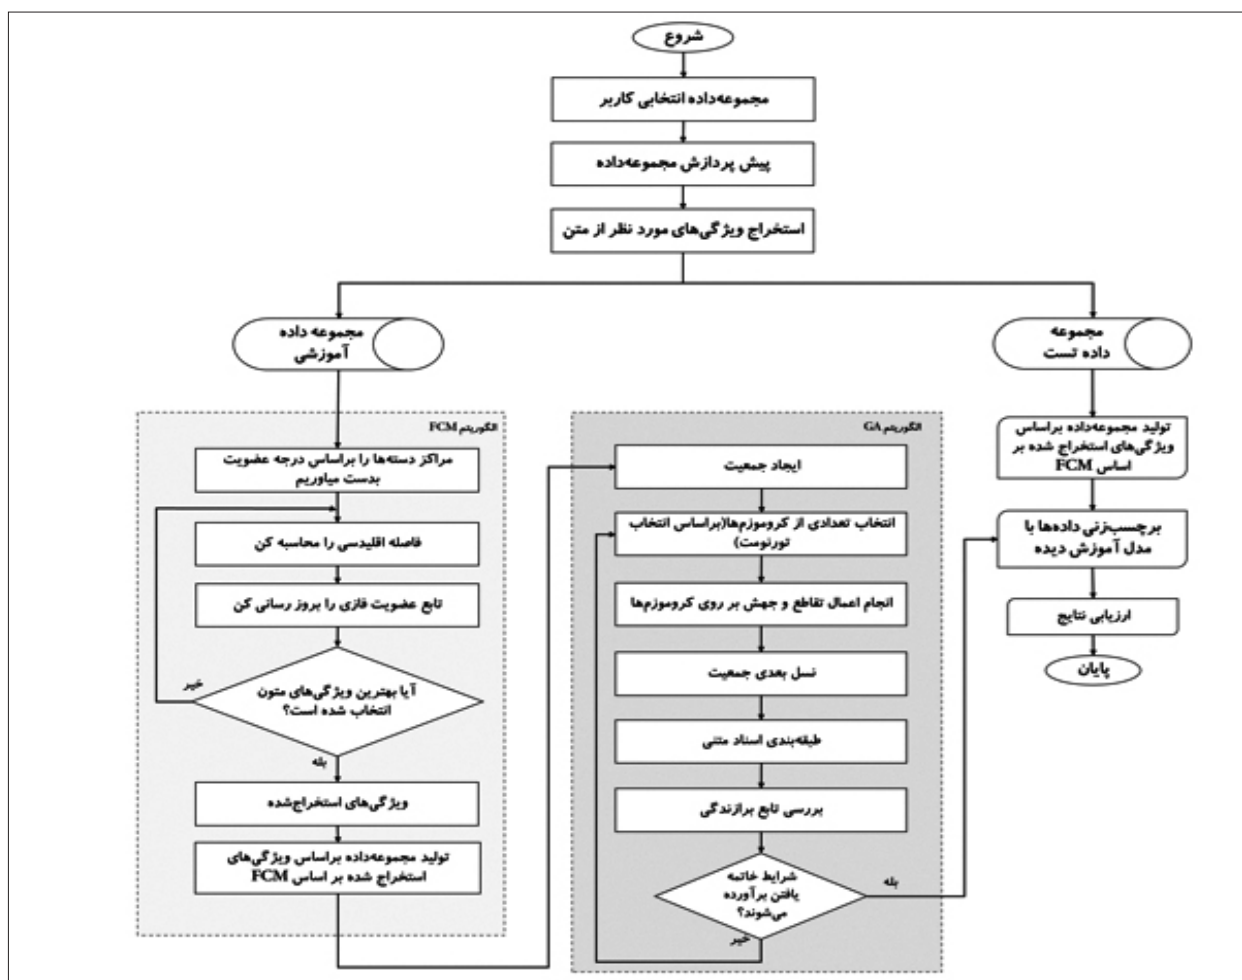 شروع
مجموعه‌داده انتخابی کاربر
پیش پردازش مجموعه‌داده
استخراج ویژگی‌های مورد نظر از متن
مجموعه
داده تست
تولید مجموعه‌داده براساس
ویژگی‌های استخراج شده بر
اساس FCM
برچسب‌زنی داده‌ها با
مدل آموزش دیده
ارزیابی نتایج
پایان
مجموعه داده
آموزشی
الگوریتم FCM
مراکز دسته‌ها را براساس درجه عضویت
بدست میاوریم
فاصله اقلیدسی را محاسبه کن
تابع عضویت فازی را بروز رسانی کن
آیا بهترین ویژگی‌های متون
انتخاب شده است؟
خیر
بله
ویژگی‌های استخراج‌شده
تولید مجموعه‌داده براساس ویژگی‌های
استخراج شده بر اساس FCM
الگوریتم GA
ایجاد جمعیت
انتخاب تعدادی از کروموزم‌ها(براساس انتخاب
تورنومت)
انجام اعمال تقاطع و جهش بر روی کروموزم‌ها
نسل بعدی جمعیت
طبقه‌بندی اسناد متنی
بررسی تابع برازندگی
شرایط خاتمه
یافتن برآورده
می‌شوند؟
بله
خیر